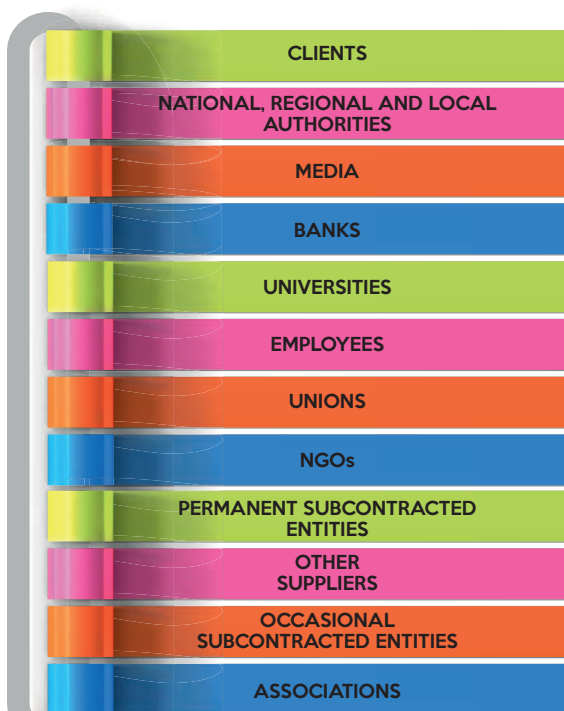 CLIENTS
NATIONAL, REGIONAL AND LOCAL
AUTHORITIES
MEDIA
BANKS
UNIVERSITIES
EMPLOYEES
UNIONS
NGOs
PERMANENT SUBCONTRACTED
ENTITIES
OTHER
SUPPLIERS
OCCASIONAL
SUBCONTRACTED ENTITIES
ASSOCIATIONS